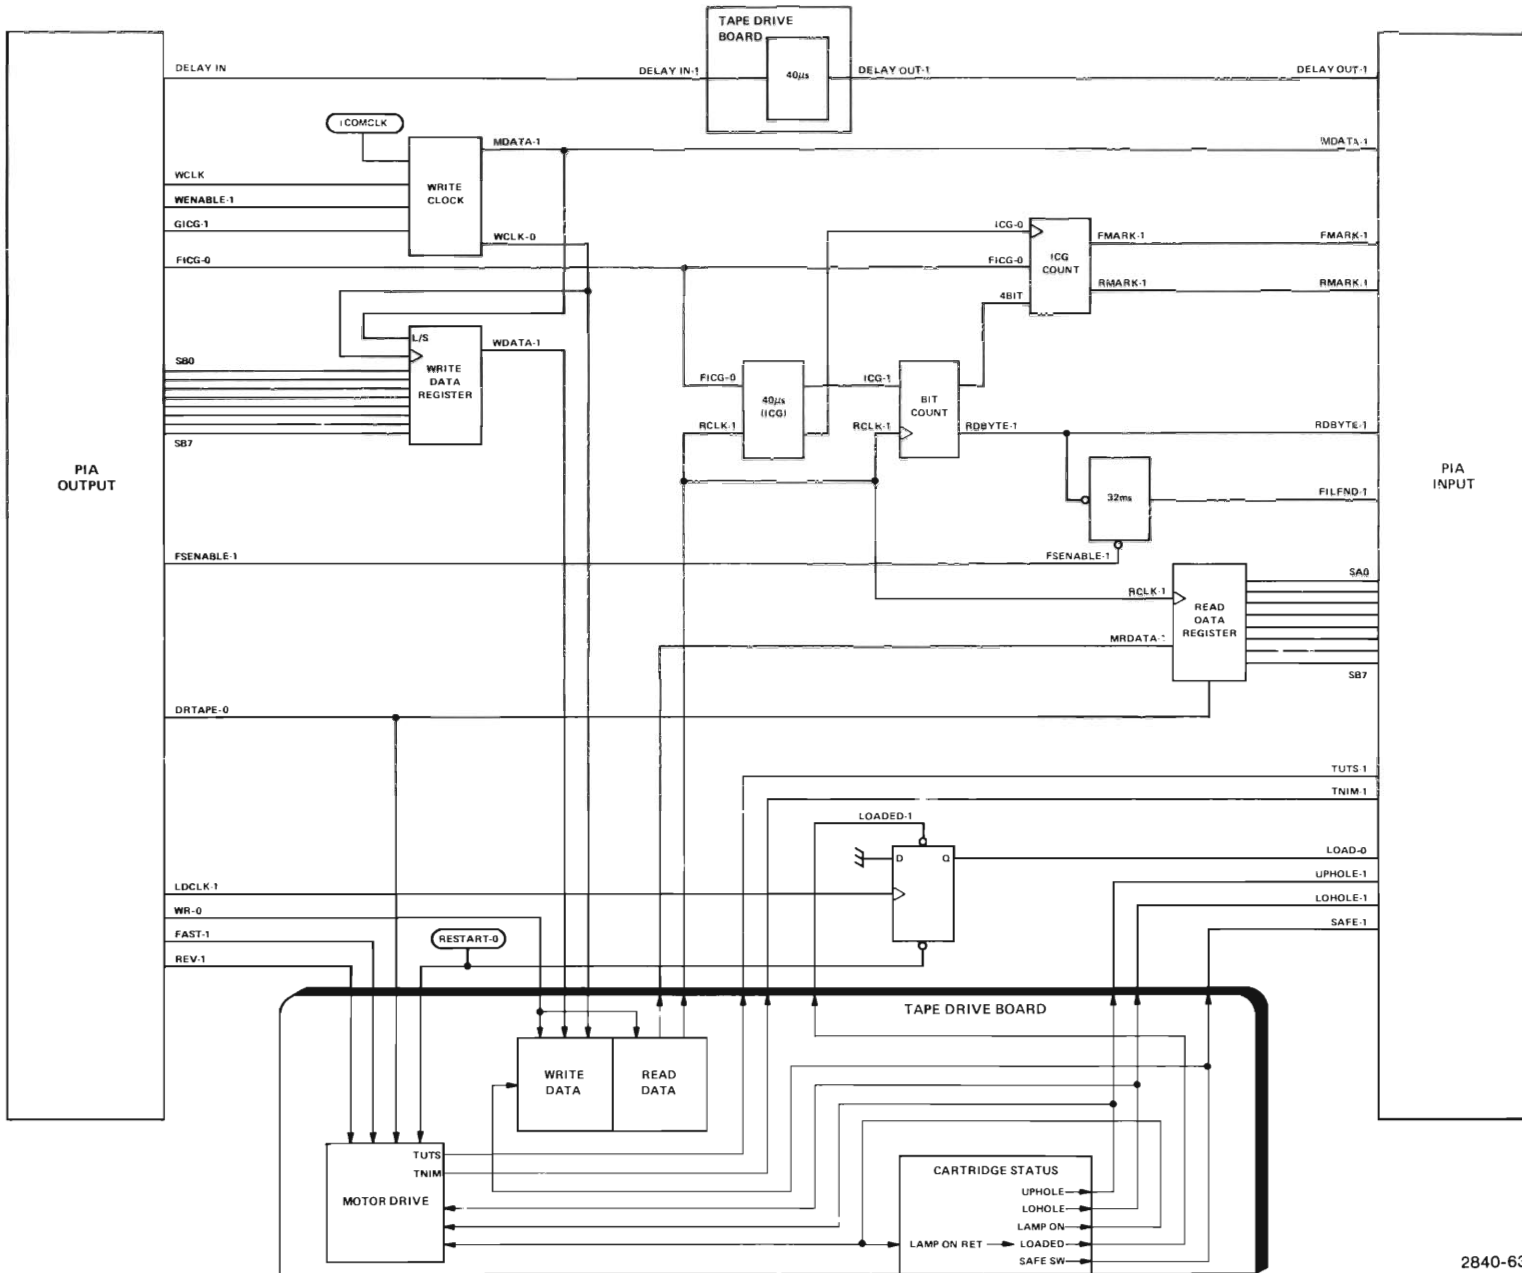 TAPE DRIVE
BOARD
DELAY IN
DELAY IN-1
40µs
DELAY OUT-1
DELAY OUT-1
1COMCLK
MDATA-1
MDATA-1
WCLK
WRITE
CLOCK
WENABLE-1
GICG-1
WCLK-0
ICG-0
FMARK-1
FMARK-1
FICG-0
FICG-0
ICG
COUNT
RMARK-1
RMARK-1
4BIT
L/S
WDATA-1
SB0
WRITE
DATA
REGISTER
SB7
FICG-0
40µs
(ICG)
ICG-1
BIT
COUNT
RCLK-1
RCLK-1
RDBYTE-1
RDBYTE-1
PIA
OUTPUT
PIA
INPUT
32ms
FILFND-1
FSENABLE-1
FSENABLE-1
SA0
RCLK-1
READ
DATA
REGISTER
MRDATA-1
SB7
DRTAPE-0
TUTS-1
TNIM-1
LOADED-1
D
Q
LOAD-0
UPHOLE-1
LDCLK-1
LOHOLE-1
WR-0
SAFE-1
FAST-1
RESTART-0
REV-1
TAPE DRIVE BOARD
WRITE
DATA
READ
DATA
TUTS
TNIM
MOTOR DRIVE
CARTRIDGE STATUS
UPHOLE
LOHOLE
LAMP ON
LAMP ON RET
LOADED
SAFE SW
2840-63